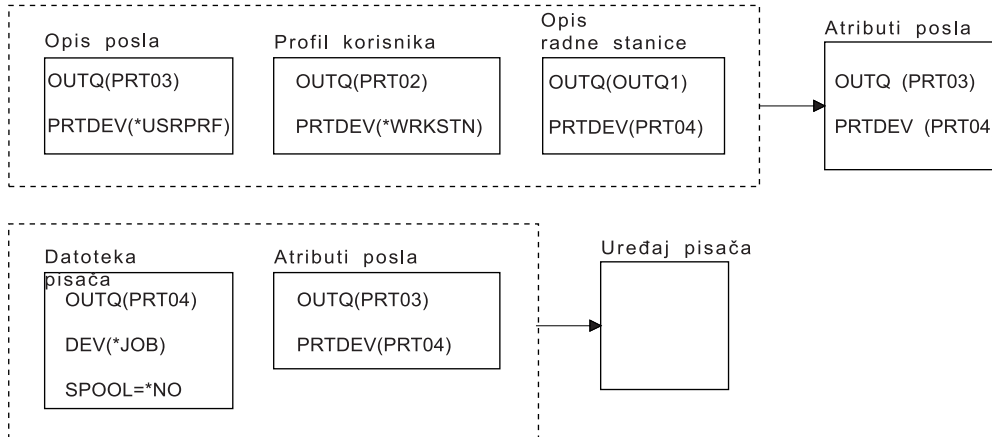 Opis posla
OUTQ(PRT03)
PRTDEV(*USRPRF)
Profil korisnika
OUTQ(PRT02)
PRTDEV(*WRKSTN)
Opis
radne stanice
OUTQ(OUTQ1)
PRTDEV(PRT04)
Atributi posla
OUTQ (PRT03)
PRTDEV (PRT04
Datoteka
pisača
OUTQ(PRT04)
DEV(*JOB)
SPOOL=*NO
Atributi posla
OUTQ(PRT03)
PRTDEV(PRT04)
Uređaj pisača